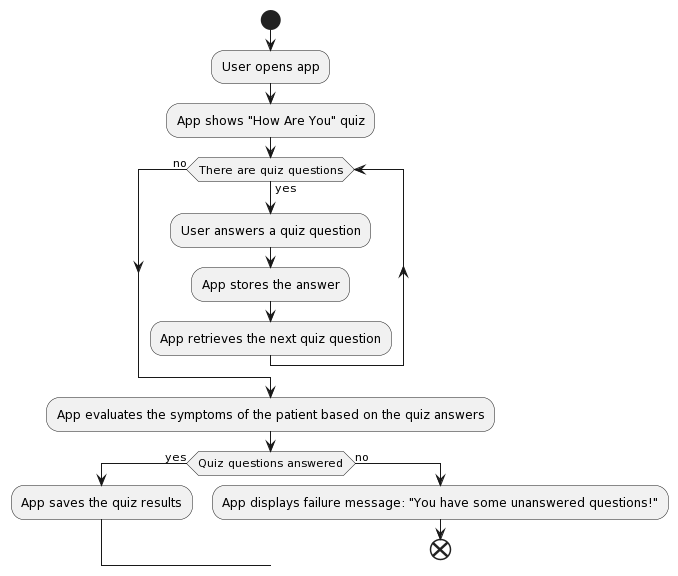 User opens app
App shows "How Are You" quiz
no
There are quiz questions
yes
User answers a quiz question
App stores the answer
App retrieves the next quiz question
App evaluates the symptoms of the patient based on the quiz answers
yes
Quiz questions answered
no
App saves the quiz results
App displays failure message: "You have some unanswered questions!"